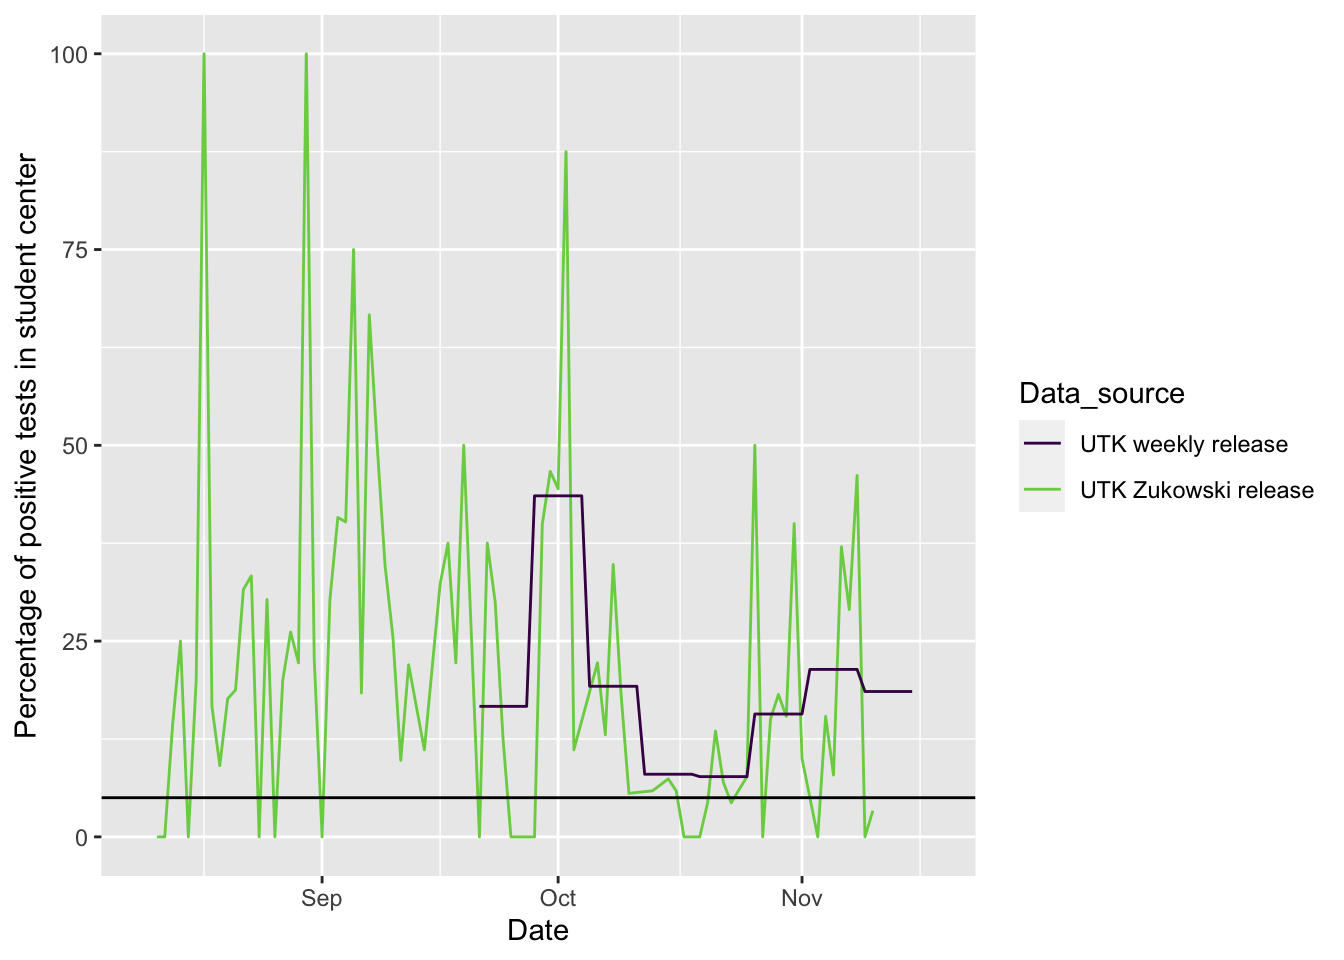 Percentage of positive tests in student center
100
75
50
25
0
Sep
Oct
Nov
Date
Data_source
UTK weekly release
UTK Zukowski release